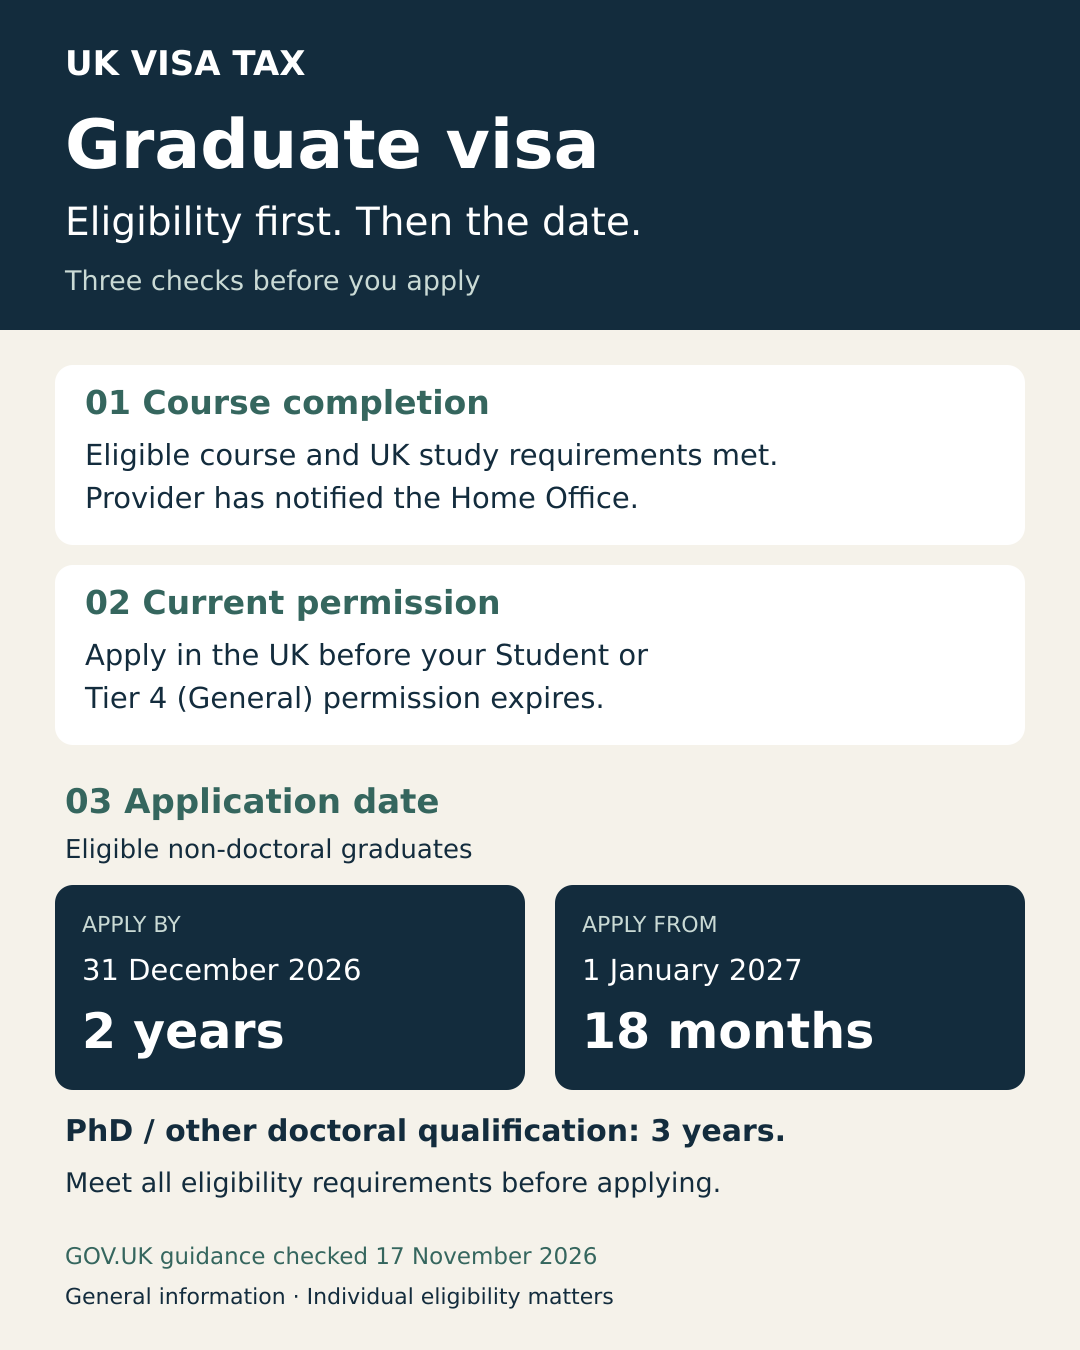 UK VISA TAX
Graduate visa
Eligibility first. Then the date.
Three checks before you apply
01 Course completion
Eligible course and UK study requirements met.
Provider has notified the Home Office.
02 Current permission
Apply in the UK before your Student or
Tier 4 (General) permission expires.
03 Application date
Eligible non-doctoral graduates
APPLY BY
31 December 2026
2 years
APPLY FROM
1 January 2027
18 months
PhD / other doctoral qualification: 3 years.
Meet all eligibility requirements before applying.
GOV.UK guidance checked 17 November 2026
General information · Individual eligibility matters